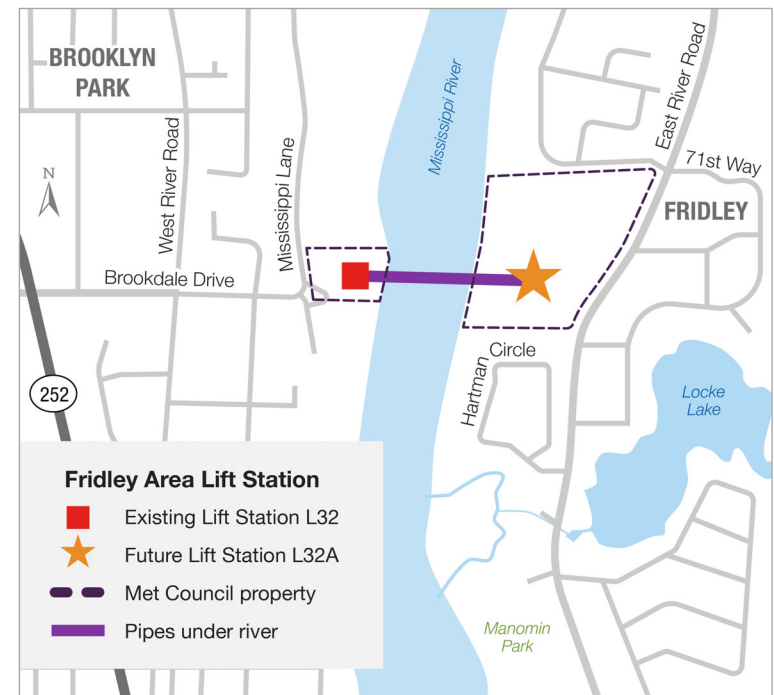 BROOKLYN
PARK
Mississippi River
East River Road
71st Way
FRIDLEY
N
West River Road
Mississippi Lane
Brookdale Drive
Circle
Hartman
252
Locke
Lake
Fridley Area Lift Station
Existing Lift Station L32
Future Lift Station L32A
Met Council property
Pipes under river
Manomin
Park